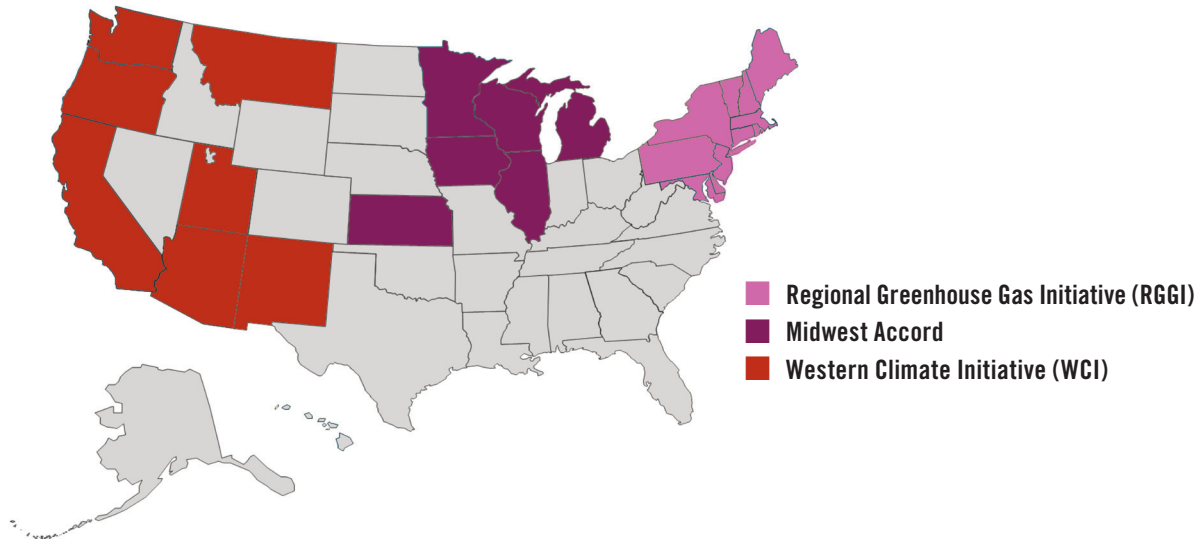 Regional Greenhouse Gas Initiative (RGGI)
Midwest Accord
Western Climate Initiative (WCI)